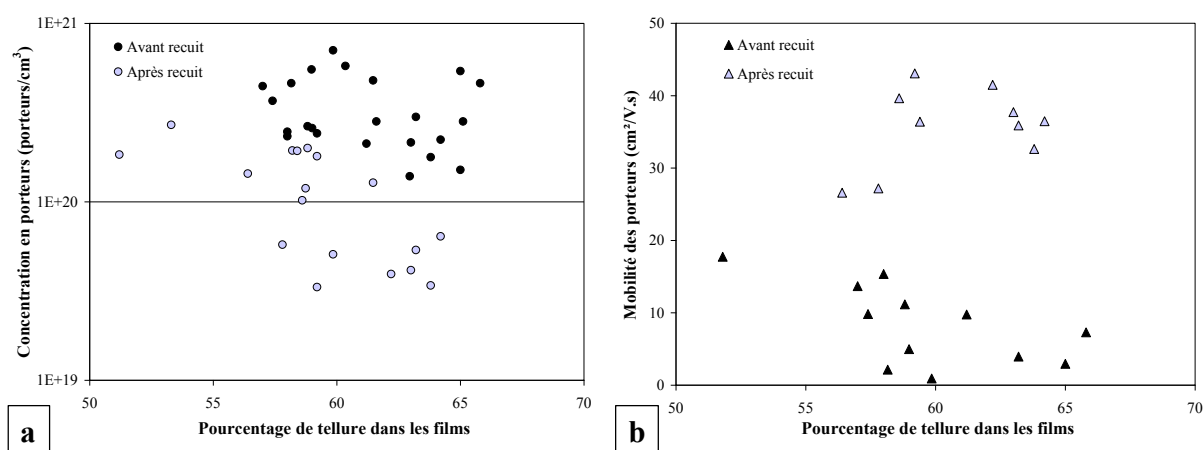 1E+21
1E+20
1E+19
Concentration en porteurs (porteurs/cm³)
Avant recuit
Après recuit
50 55 60 65 70
Pourcentage de tellure dans les films
a
50
40
30
20
10
0
Mobilité des porteurs (cm²/V.s)
Avant recuit
Après recuit
50 60 70
Pourcentage de tellure dans les films
b